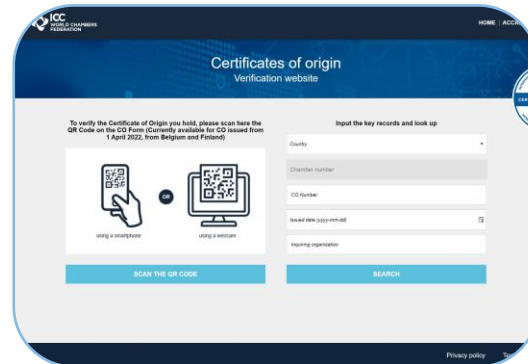 ICC
WORLD CHAMBERS
FEDERATION
HOME | ACCR
Certificates of origin
Verification website
To verify the Certificate of Origin you hold, please scan here the
QR Code on the CO Form (Currently available for CO issued from
1 April 2022, from Belgium and Finland)
using a smartphone
OR
using a webcam
SCAN THE QR CODE
Input the key records and look up
Country
Chamber number
CO Number
Issued date (yyyy-mm-dd)
Inquiring organization
SEARCH
CERT
Privacy policy